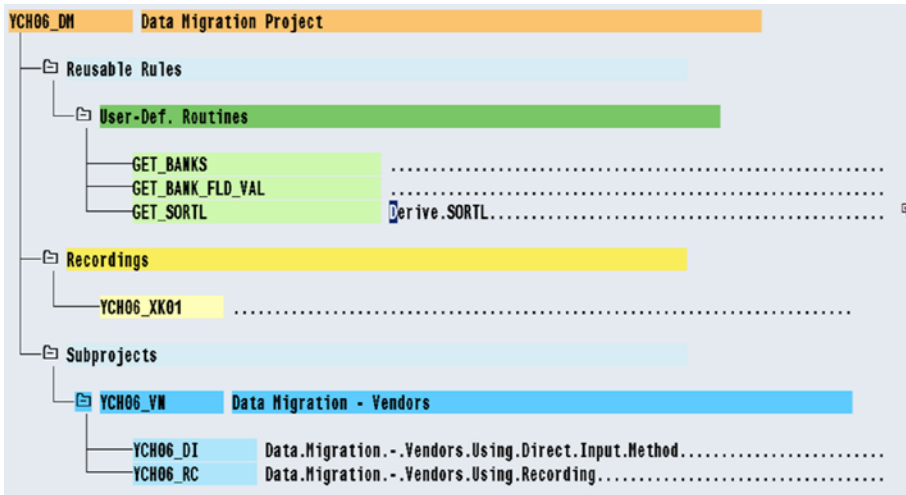 YCH06_DM Data Migration Project
Reusable Rules
User-Def. Routines
GET_BANKS ............................................................
GET_BANK_FLD_VAL ............................................................
GET_SORTL Derive.SORTL................................................
Recordings
YCH06_XK01 ...........................................................................
Subprojects
YCH06_VN Data Migration - Vendors
YCH06_DI Data.Migration.-.Vendors.Using.Direct.Input.Method.........................
YCH06_RC Data.Migration.-.Vendors.Using.Recording...................................